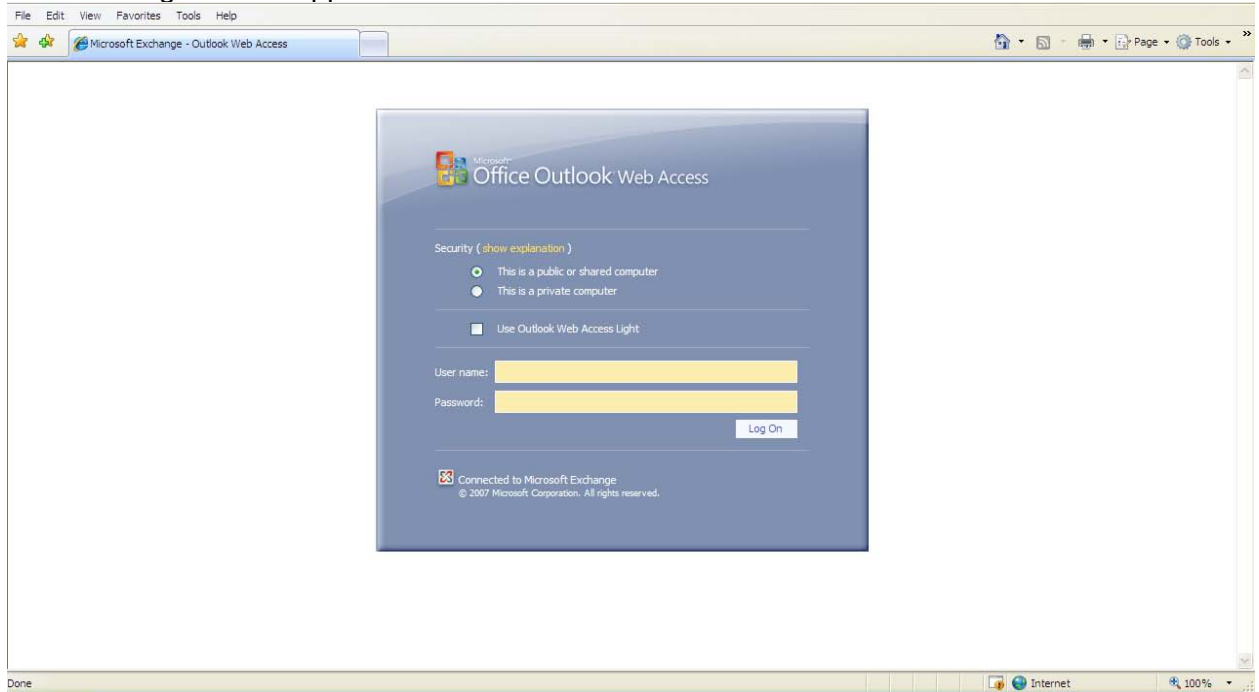 File Edit View Favorites Tools Help
Microsoft Exchange - Outlook Web Access
Page Tools
Microsoft
Office Outlook Web Access
Security ( show explanation )
This is a public or shared computer
This is a private computer
Use Outlook Web Access Light
User name:
Password:
Log On
Connected to Microsoft Exchange
© 2007 Microsoft Corporation. All rights reserved.
Done Internet 100%